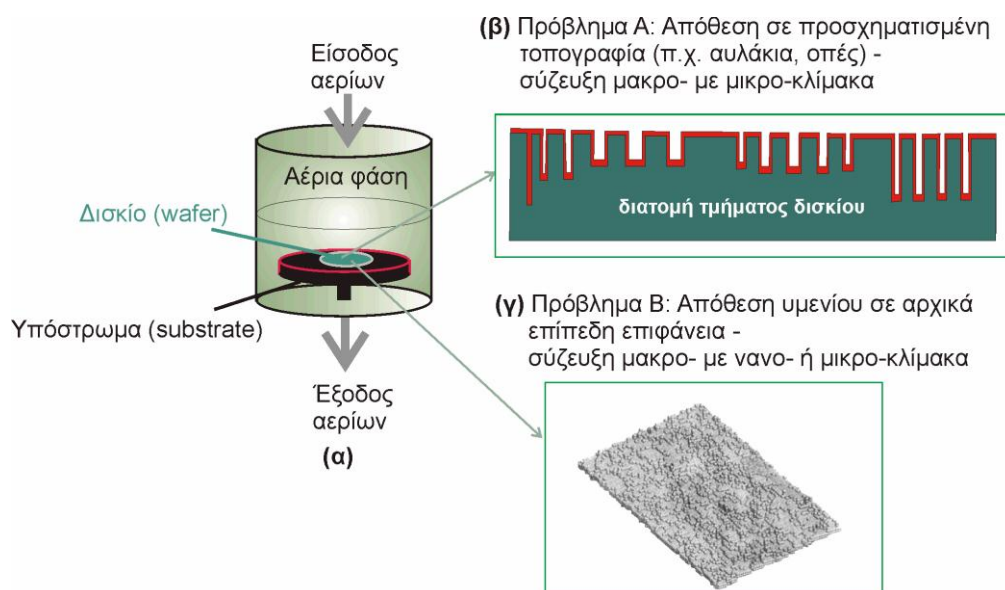 Είσοδος
αερίων
Αέρια φάση
Δισκίο (wafer)
Υπόστρωμα (substrate)
Έξοδος
αερίων
(α)
(β) Πρόβλημα Α: Απόθεση σε προσχηματισμένη
τοπογραφία (π.χ. αυλάκια, οπές) -
σύζευξη μακρο- με μικρο-κλίμακα
διατομή τμήματος δισκίου
(γ) Πρόβλημα Β: Απόθεση υμενίου σε αρχικά
επίπεδη επιφάνεια -
σύζευξη μακρο- με νανο- ή μικρο-κλίμακα